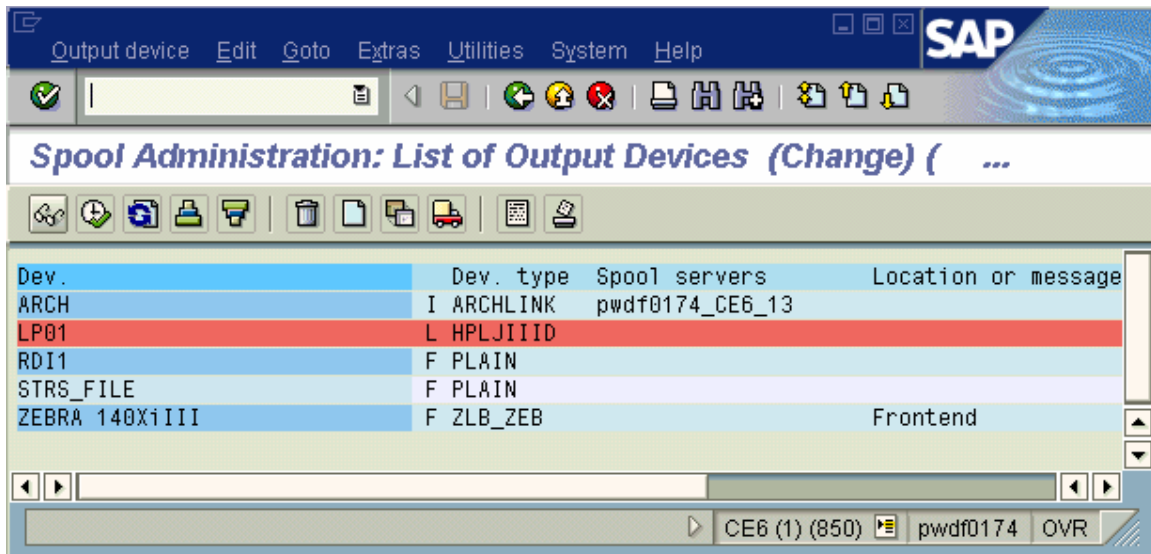 Output device Edit Goto Extras Utilities System Help
SAP
Spool Administration: List of Output Devices (Change) ( ...
Dev. Dev. type Spool servers Location or message
ARCH I ARCHLINK pwdf0174_CE6_13
LP01 L HPLJIIID
RDI1 F PLAIN
STRS_FILE F PLAIN
ZEBRA 140XiIII F ZLB_ZEB Frontend
CE6 (1) (850) pwdf0174 OVR